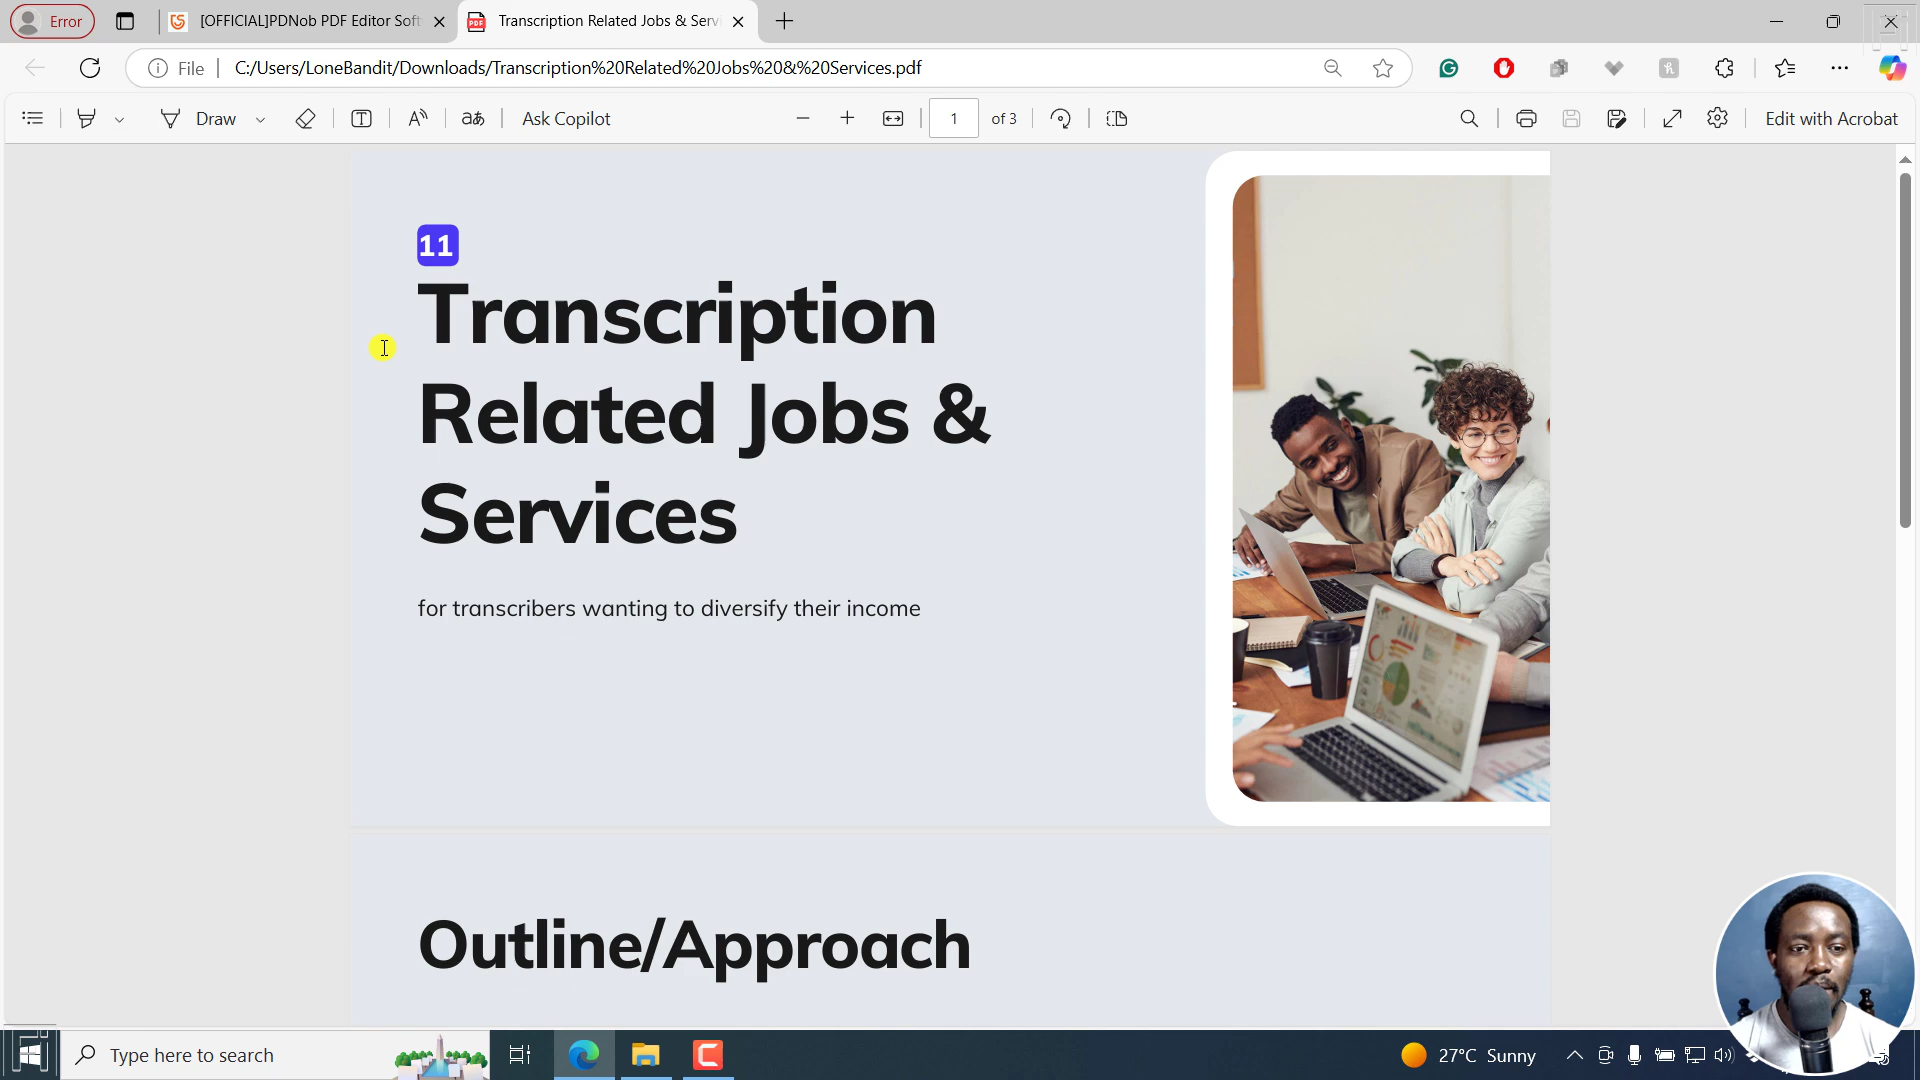 Error
[OFFICIAL]PDNob PDF Editor Soft
Transcription Related Jobs & Serv
File
C:/Users/LoneBandit/Downloads/Transcription%20Related%20Jobs%20&%20Services.pdf
Draw
Ask Copilot
1
of 3
Edit with Acrobat
11
Transcription
Related Jobs &
Services
for transcribers wanting to diversify their income
Outline/Approach
Type here to search
27°C Sunny